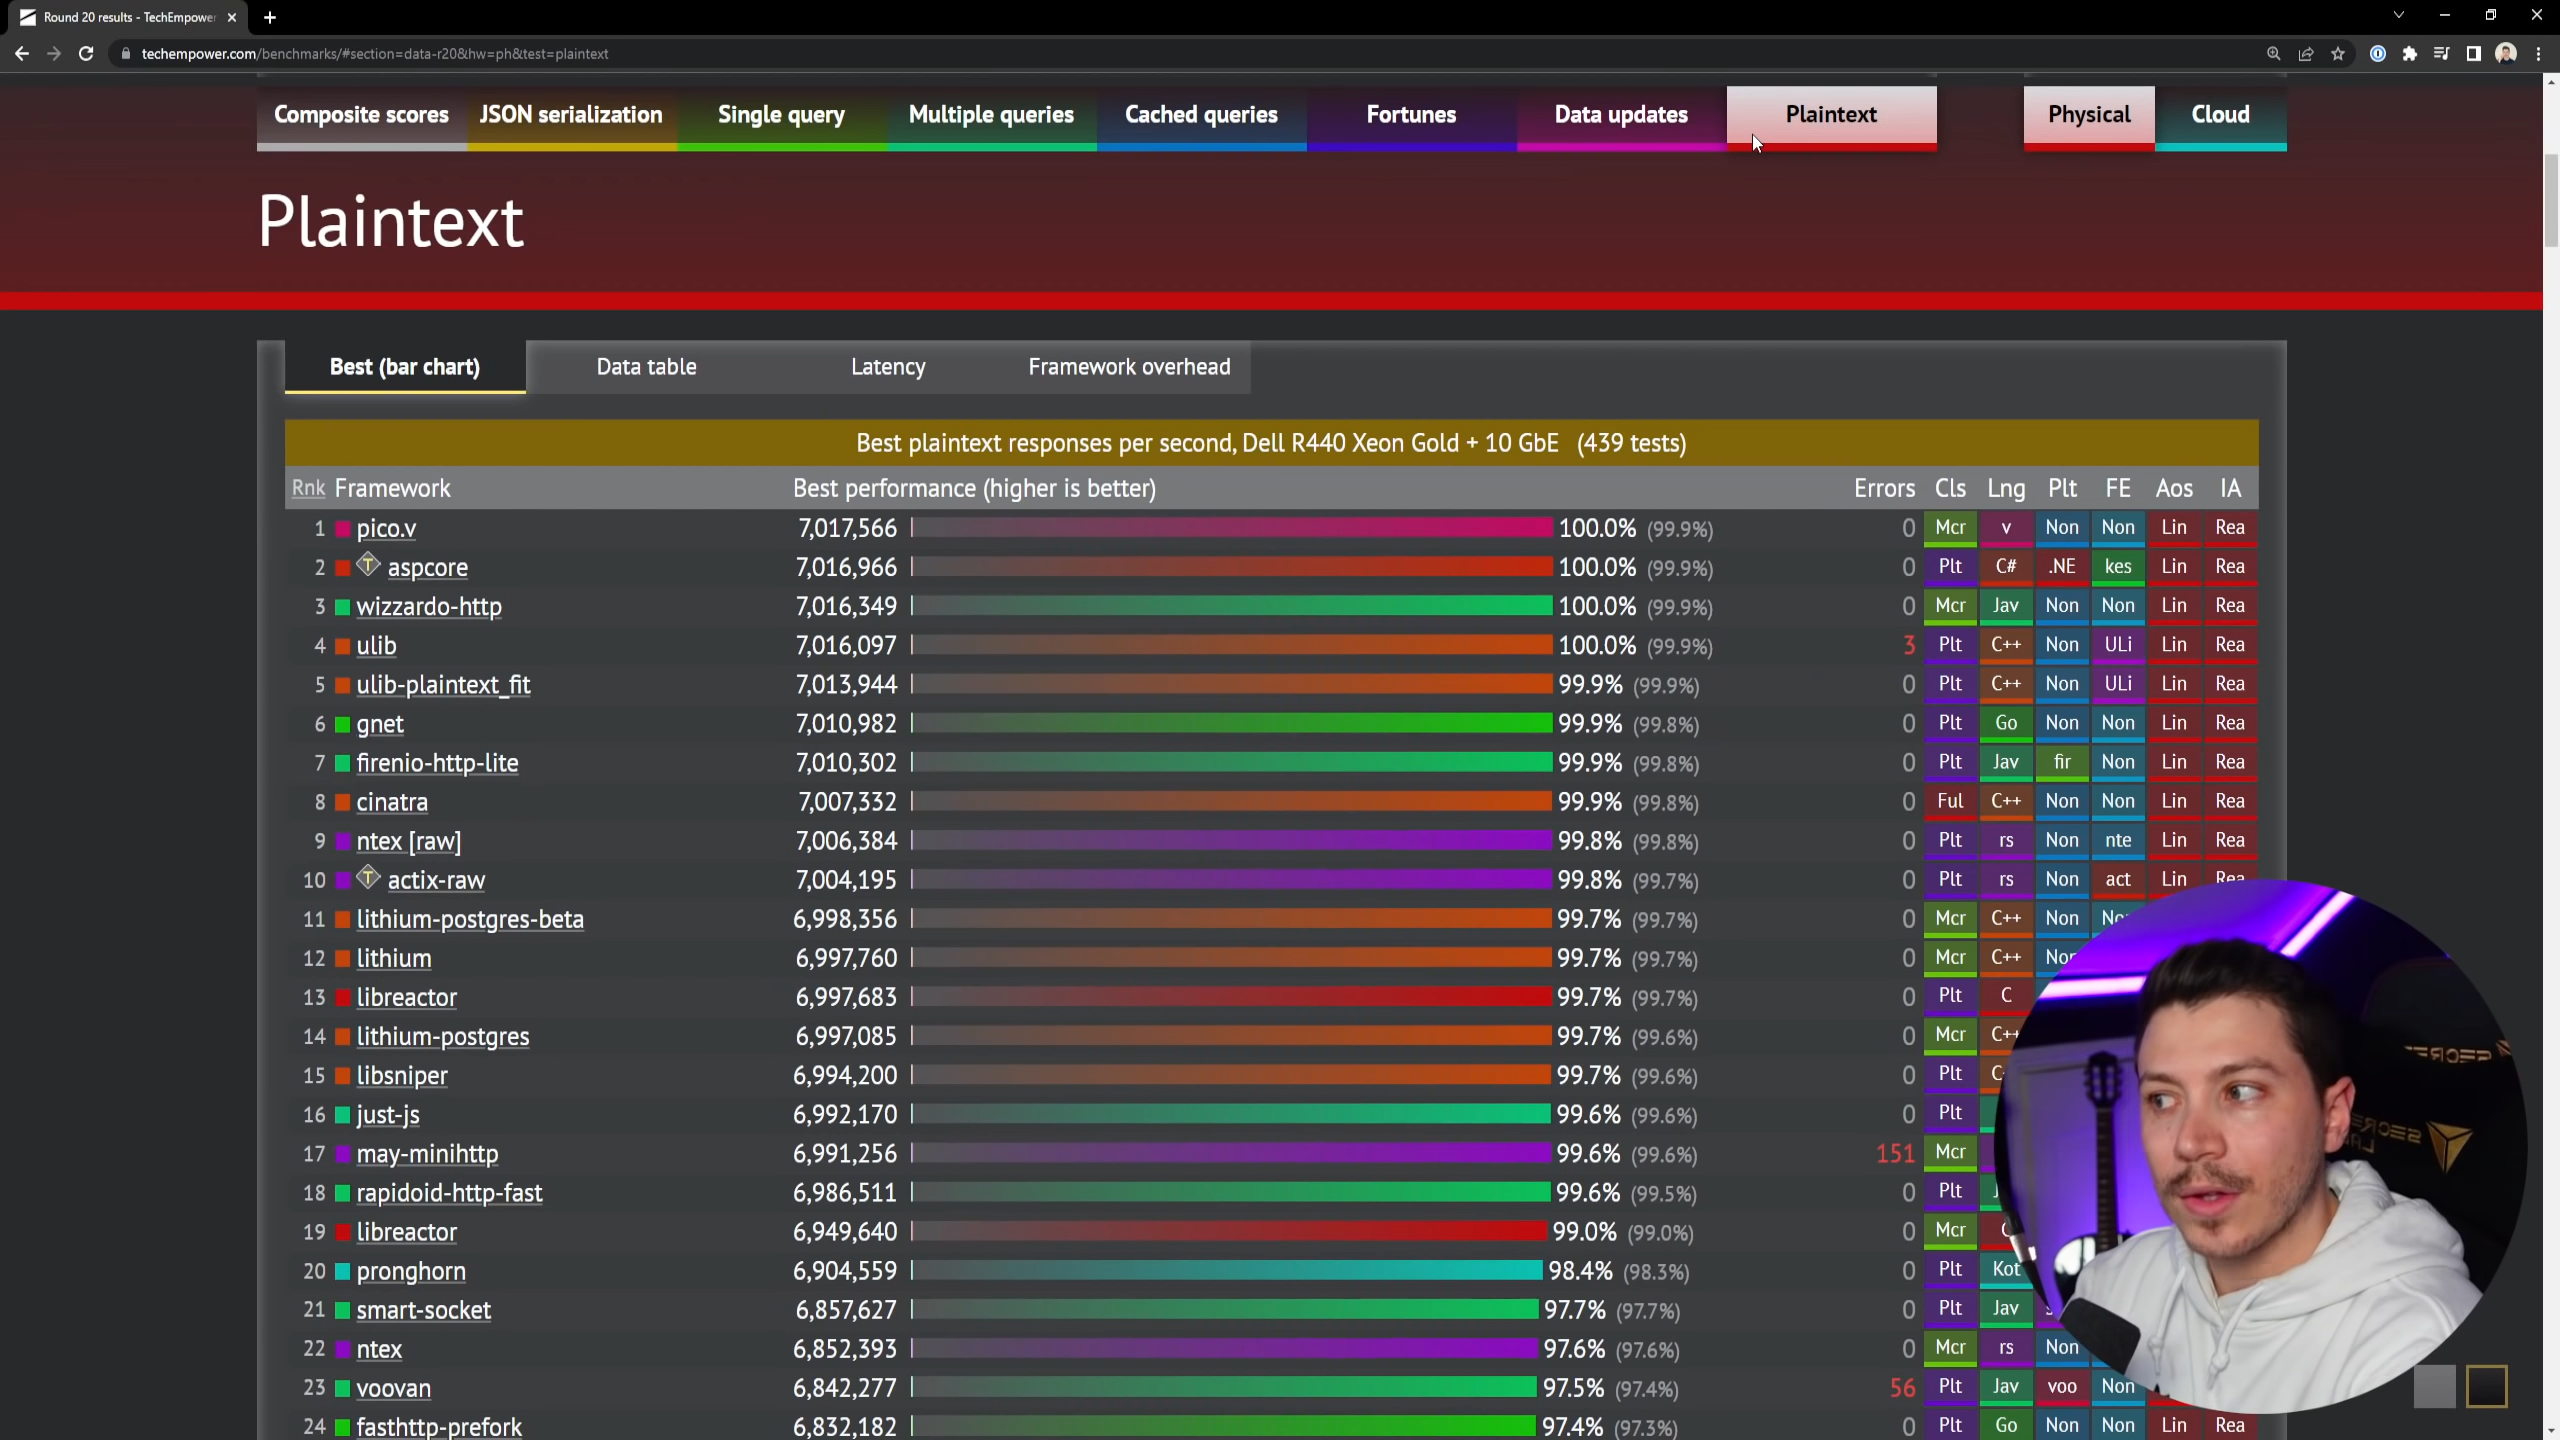 Round 20 results - TechEmpower
techempower.com/benchmarks/#section=data-r20&hw=ph&test=plaintext
Composite scores JSON serialization Single query Multiple queries Cached queries Fortunes Data updates Plaintext Physical Cloud
Plaintext
Best (bar chart) Data table Latency Framework overhead
Best plaintext responses per second, Dell R440 Xeon Gold + 10 GbE (439 tests)
Rnk Framework Best performance (higher is better) Errors Cls Lng Plt FE Aos IA
1 pico.v 7,017,566 100.0% (99.9%) 0 Mcr v Non Non Lin Rea
2 T aspcore 7,016,966 100.0% (99.9%) 0 Plt C# .NE kes Lin Rea
3 wizzardo-http 7,016,349 100.0% (99.9%) 0 Mcr Jav Non Non Lin Rea
4 ulib 7,016,097 100.0% (99.9%) 3 Plt C++ Non ULi Lin Rea
5 ulib-plaintext_fit 7,013,944 99.9% (99.9%) 0 Plt C++ Non ULi Lin Rea
6 gnet 7,010,982 99.9% (99.8%) 0 Plt Go Non Non Lin Rea
7 firenio-http-lite 7,010,302 99.9% (99.8%) 0 Plt Jav fir Non Lin Rea
8 cinatra 7,007,332 99.9% (99.8%) 0 Ful C++ Non Non Lin Rea
9 ntex [raw] 7,006,384 99.8% (99.8%) 0 Plt rs Non nte Lin Rea
10 T actix-raw 7,004,195 99.8% (99.7%) 0 Plt rs Non act Lin Rea
11 lithium-postgres-beta 6,998,356 99.7% (99.7%) 0 Mcr C++ Non
12 lithium 6,997,760 99.7% (99.7%) 0 Mcr C++
13 libreactor 6,997,683 99.7% (99.7%) 0 Plt C
14 lithium-postgres 6,997,085 99.7% (99.6%) 0 Mcr C++
15 libsniper 6,994,200 99.7% (99.6%) 0 Plt
16 just-js 6,992,170 99.6% (99.6%) 0 Plt
17 may-minihttp 6,991,256 99.6% (99.6%) 151 Mcr
18 rapidoid-http-fast 6,986,511 99.6% (99.5%) 0 Plt
19 libreactor 6,949,640 99.0% (99.0%) 0 Mcr
20 pronghorn 6,904,559 98.4% (98.3%) 0 Plt Kot
21 smart-socket 6,857,627 97.7% (97.7%) 0 Plt Jav
22 ntex 6,852,393 97.6% (97.6%) 0 Mcr rs Non
23 voovan 6,842,277 97.5% (97.4%) 56 Plt Jav voo Non
24 fasthttp-prefork 6,832,182 97.4% (97.3%) 0 Plt Go Non Non Lin Rea